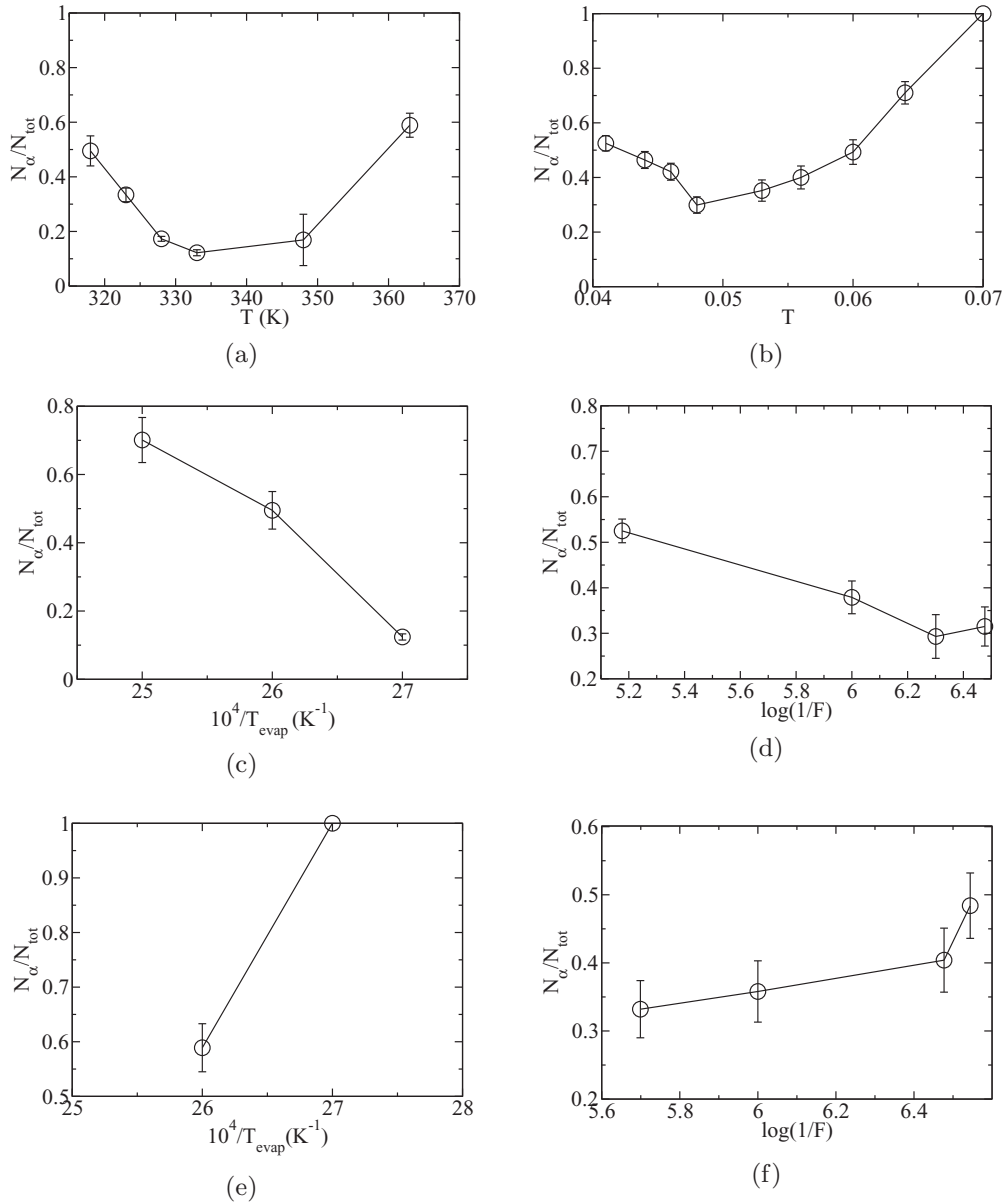 1
0.8
0.6
0.4
0.2
0
N_α/N_tot
320 330 340 350 360 370
T (K)
(a)
1
0.8
0.6
0.4
0.2
0
N_α/N_tot
0.04 0.05 0.06 0.07
T
(b)
0.8
0.6
0.4
0.2
0
N_α/N_tot
25 26 27
10^4/T_evap (K^-1)
(c)
0.8
0.7
0.6
0.5
0.4
0.3
0.2
N_α/N_tot
5.2 5.4 5.6 5.8 6 6.2 6.4
log(1/F)
(d)
1
0.9
0.8
0.7
0.6
0.5
N_α/N_tot
25 26 27 28
10^4/T_evap(K^-1)
(e)
0.6
0.5
0.4
0.3
0.2
N_α/N_tot
5.6 5.8 6 6.2 6.4
log(1/F)
(f)